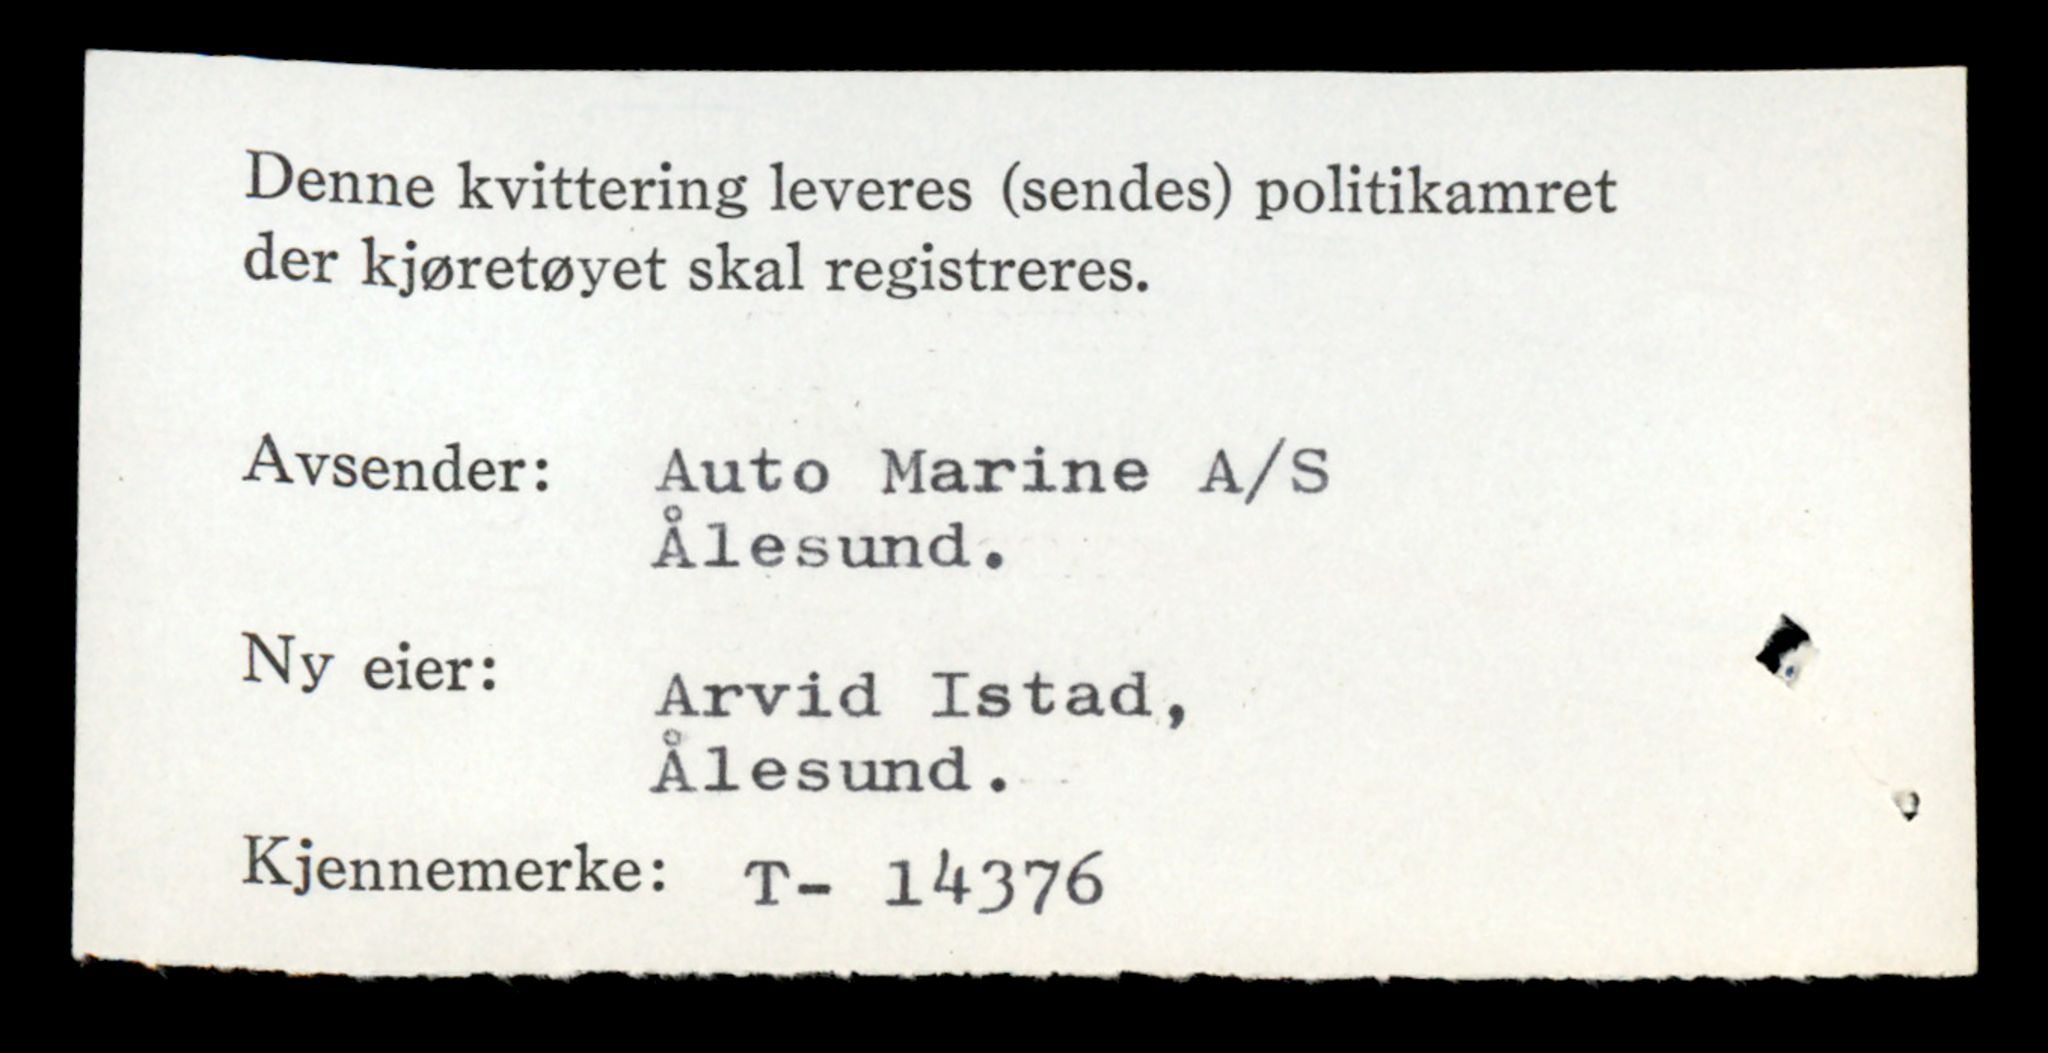 Denne kvittering leveres (sendes) politikamret
der kjøretøyet skal registreres.
Avsender: Auto Marine A/S
Ålesund.
Ny eier: Arvid Istad,
Ålesund.
Kjennemerke: T- 14376